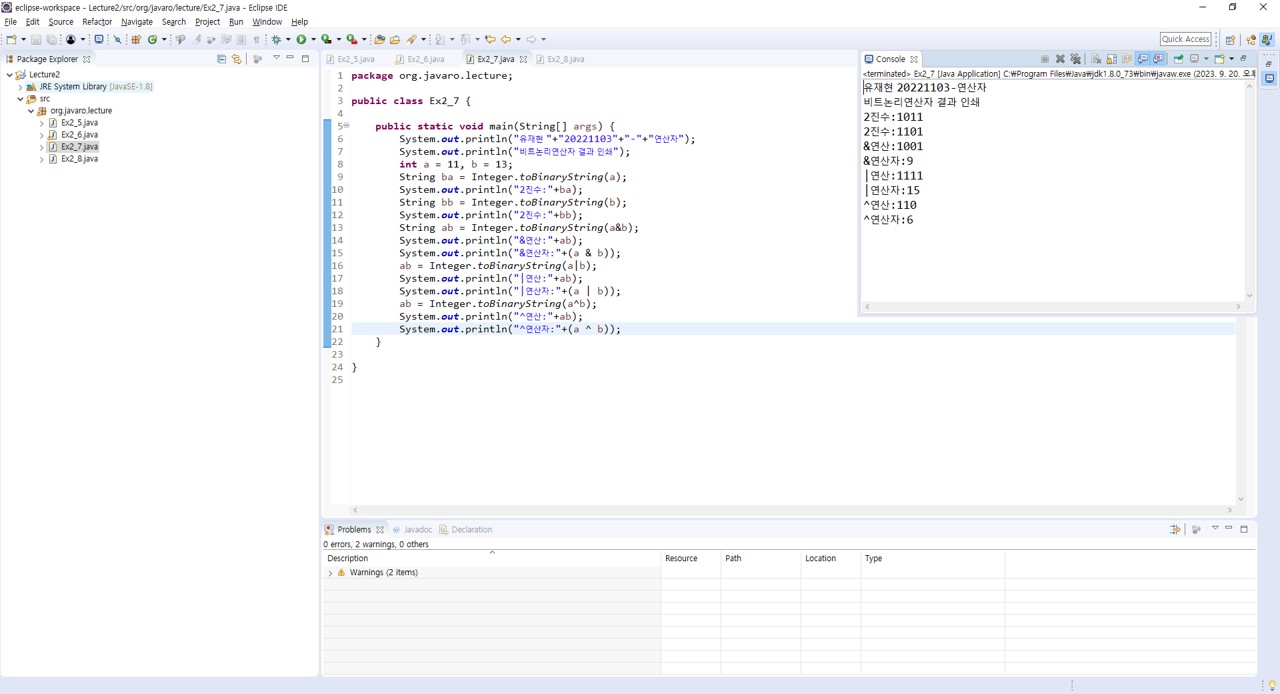 eclipse-workspace - Lecture2/src/org/javaro/lecture/Ex2_7.java - Eclipse IDE
File Edit Source Refactor Navigate Search Project Run Window Help
Quick Access
Package Explorer
Lecture2
JRE System Library [JavaSE-1.8]
src
org.javaro.lecture
Ex2_5.java
Ex2_6.java
Ex2_7.java
Ex2_8.java
Ex2_5.java Ex2_6.java Ex2_7.java Ex2_8.java
1 package org.javaro.lecture;
2
3 public class Ex2_7 {
4
5 public static void main(String[] args) {
6 System.out.println("유재현 "+"20221103"+"-"+"연산자");
7 System.out.println("비트논리연산자 결과 인쇄");
8 int a = 11, b = 13;
9 String ba = Integer.toBinaryString(a);
10 System.out.println("2진수:"+ba);
11 String bb = Integer.toBinaryString(b);
12 System.out.println("2진수:"+bb);
13 String ab = Integer.toBinaryString(a&b);
14 System.out.println("&연산:"+ab);
15 System.out.println("&연산자:"+(a & b));
16 ab = Integer.toBinaryString(a|b);
17 System.out.println("|연산:"+ab);
18 System.out.println("|연산자:"+(a | b));
19 ab = Integer.toBinaryString(a^b);
20 System.out.println("^연산:"+ab);
21 System.out.println("^연산자:"+(a ^ b));
22 }
23
24 }
25
Console
<terminated> Ex2_7 [Java Application] C:₩Program Files₩Java₩jdk1.8.0_73₩bin₩javaw.exe (2023. 9. 20. 오후
유재현 20221103-연산자
비트논리연산자 결과 인쇄
2진수:1011
2진수:1101
&연산:1001
&연산자:9
|연산:1111
|연산자:15
^연산:110
^연산자:6
Problems Javadoc Declaration
0 errors, 2 warnings, 0 others
Description Resource Path Location Type
Warnings (2 items)